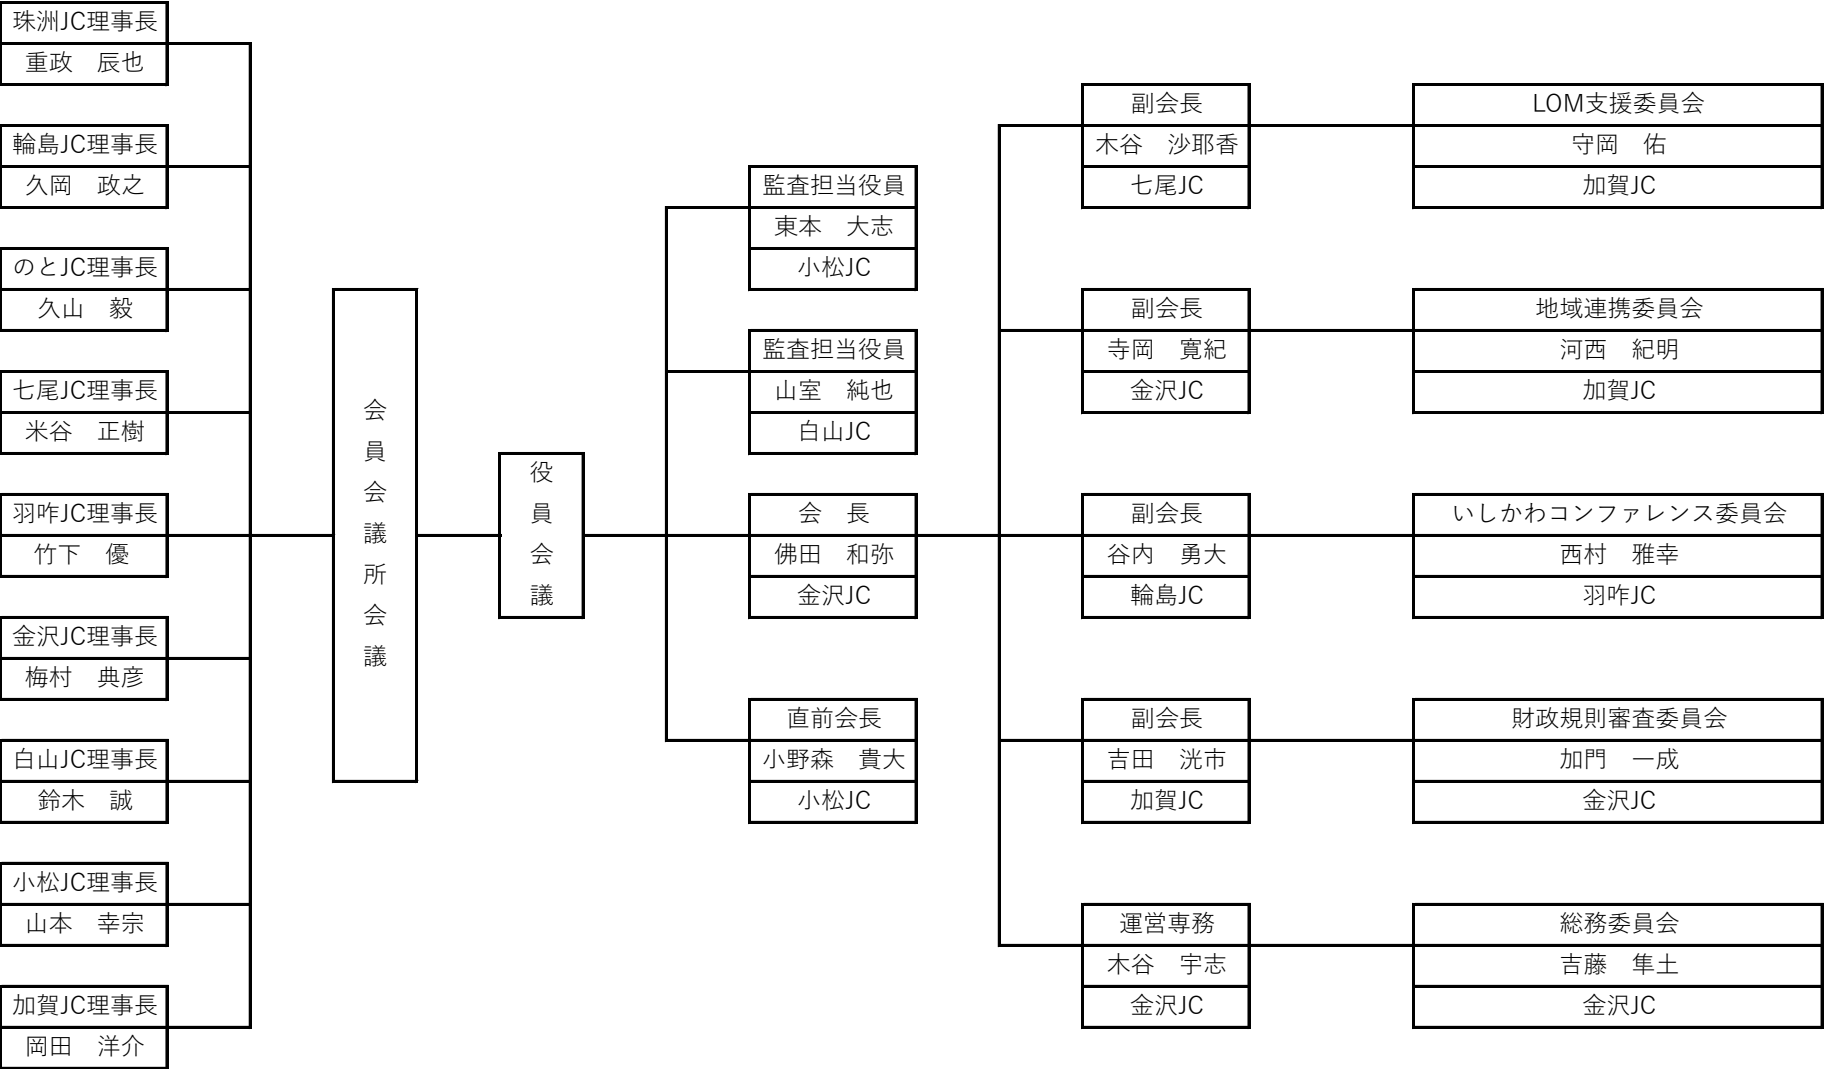 珠洲JC理事長
重政　辰也
輪島JC理事長
久岡　政之
のとJC理事長
久山　毅
七尾JC理事長
米谷　正樹
羽咋JC理事長
竹下　優
金沢JC理事長
梅村　典彦
白山JC理事長
鈴木　誠
小松JC理事長
山本　幸宗
加賀JC理事長
岡田　洋介
会員会議所会議
役員会議
監査担当役員
東本　大志
小松JC
監査担当役員
山室　純也
白山JC
会　長
佛田　和弥
金沢JC
直前会長
小野森　貴大
小松JC
副会長
木谷　沙耶香
七尾JC
副会長
寺岡　寛紀
金沢JC
副会長
谷内　勇大
輪島JC
副会長
吉田　洸市
加賀JC
運営専務
木谷　宇志
金沢JC
LOM支援委員会
守岡　佑
加賀JC
地域連携委員会
河西　紀明
加賀JC
いしかわコンファレンス委員会
西村　雅幸
羽咋JC
財政規則審査委員会
加門　一成
金沢JC
総務委員会
吉藤　隼土
金沢JC